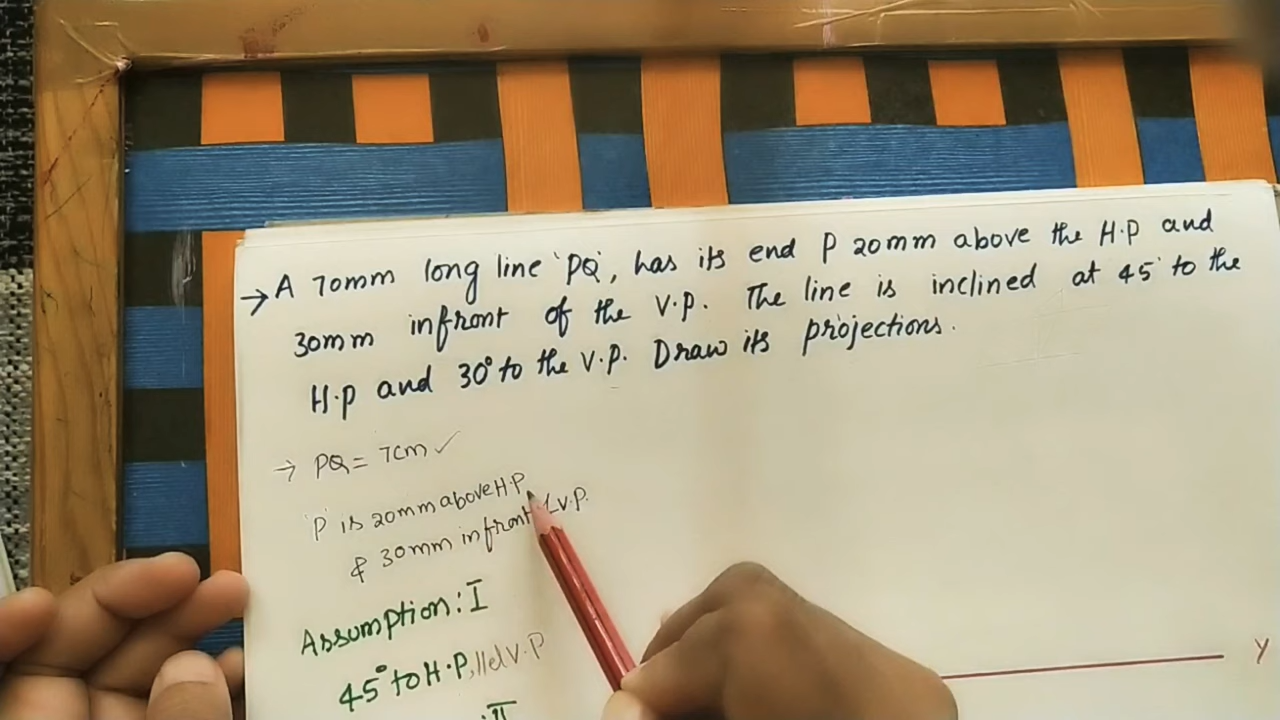 → A 70mm long line 'PQ', has its end P 20mm above the H.P and
30mm infront of the V.P. The line is inclined at 45° to the
H.P and 30° to the V.P. Draw its projections.
→ PQ = 7cm ✓
'P' is 20mm above H.P
& 30mm infront V.P.
Assumption: I
45° to H.P, llel V.P
: II
Y